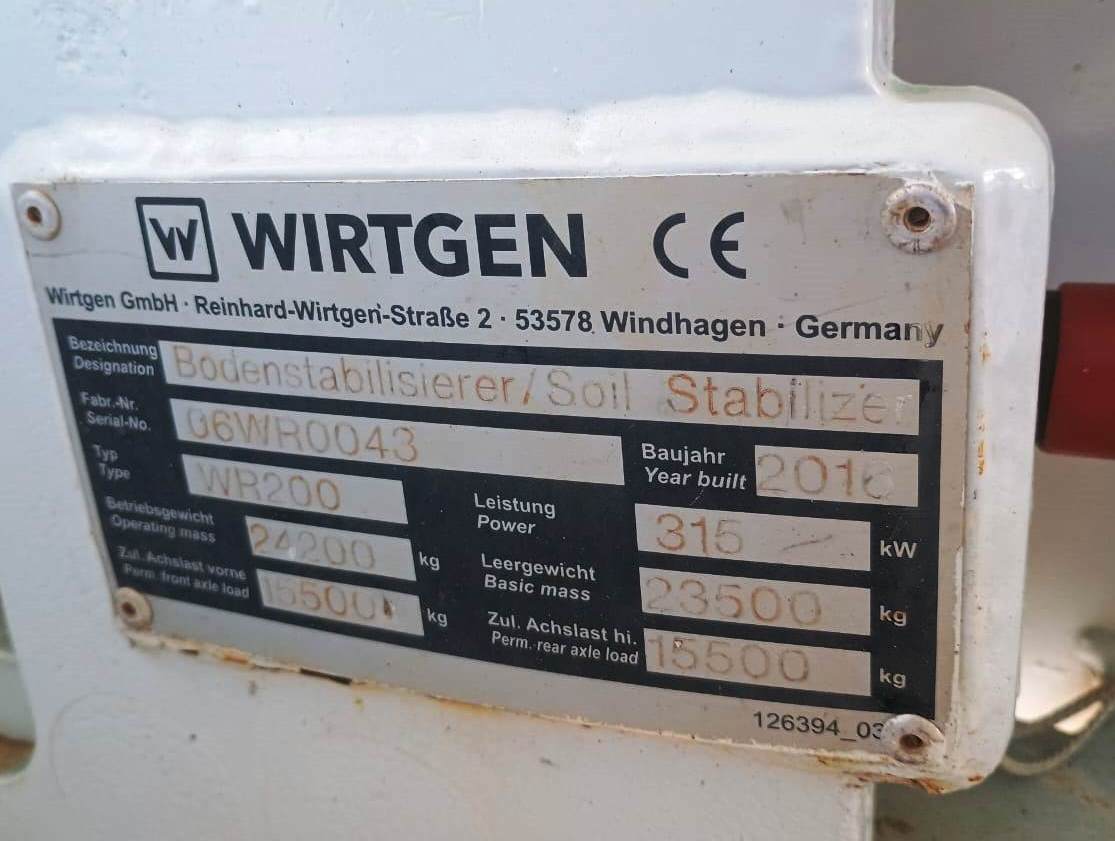 W WIRTGEN CE
Wirtgen GmbH · Reinhard-Wirtgen-Straße 2 · 53578 Windhagen · Germany
Bezeichnung
Designation
Bodenstabilisierer/Soil Stabilizer
Fabr.-Nr.
Serial-No.
06WR0043
Baujahr
Year built
2016
Typ
Type
WR200
Leistung
Power
315 kW
Betriebsgewicht
Operating mass
24200 kg
Leergewicht
Basic mass
23500 kg
Zul. Achslast vorne
Perm. front axle load
15500 kg
Zul. Achslast hi.
Perm. rear axle load
15500 kg
126394_03